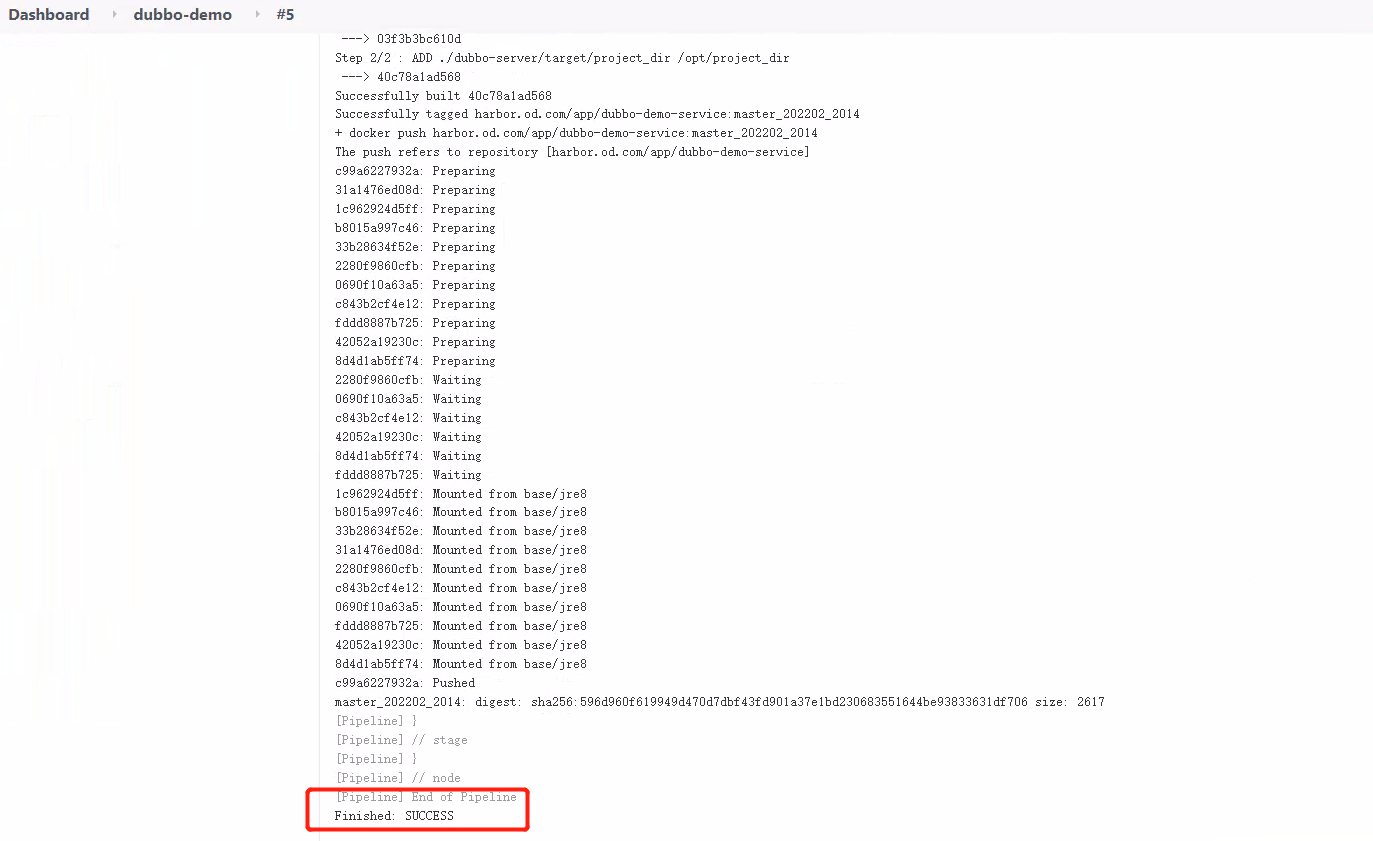 Dashboard dubbo-demo #5
---> 03f3b3bc610d
Step 2/2 : ADD ./dubbo-server/target/project_dir /opt/project_dir
---> 40c78a1ad568
Successfully built 40c78a1ad568
Successfully tagged harbor.od.com/app/dubbo-demo-service:master_202202_2014
+ docker push harbor.od.com/app/dubbo-demo-service:master_202202_2014
The push refers to repository [harbor.od.com/app/dubbo-demo-service]
c99a6227932a: Preparing
31a1476ed08d: Preparing
1c962924d5ff: Preparing
b8015a997c46: Preparing
33b28634f52e: Preparing
2280f9860cfb: Preparing
0690f10a63a5: Preparing
c843b2cf4e12: Preparing
fddd8887b725: Preparing
42052a19230c: Preparing
8d4d1ab5ff74: Preparing
2280f9860cfb: Waiting
0690f10a63a5: Waiting
c843b2cf4e12: Waiting
42052a19230c: Waiting
8d4d1ab5ff74: Waiting
fddd8887b725: Waiting
1c962924d5ff: Mounted from base/jre8
b8015a997c46: Mounted from base/jre8
33b28634f52e: Mounted from base/jre8
31a1476ed08d: Mounted from base/jre8
2280f9860cfb: Mounted from base/jre8
c843b2cf4e12: Mounted from base/jre8
0690f10a63a5: Mounted from base/jre8
fddd8887b725: Mounted from base/jre8
42052a19230c: Mounted from base/jre8
8d4d1ab5ff74: Mounted from base/jre8
c99a6227932a: Pushed
master_202202_2014: digest: sha256:596d960f619949d470d7dbf43fd901a37e1bd230683551644be93833631df706 size: 2617
[Pipeline] }
[Pipeline] // stage
[Pipeline] }
[Pipeline] // node
[Pipeline] End of Pipeline
Finished: SUCCESS